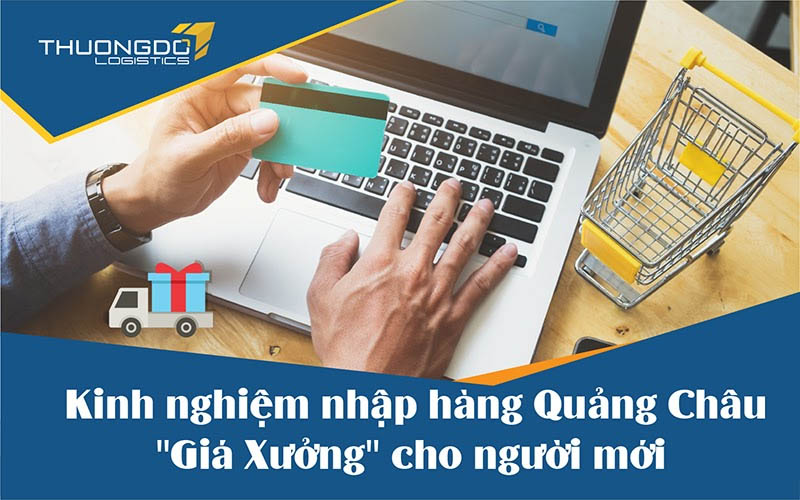 THUONGDO
LOGISTICS
Kinh nghiệm nhập hàng Quảng Châu
"Giá Xưởng" cho người mới